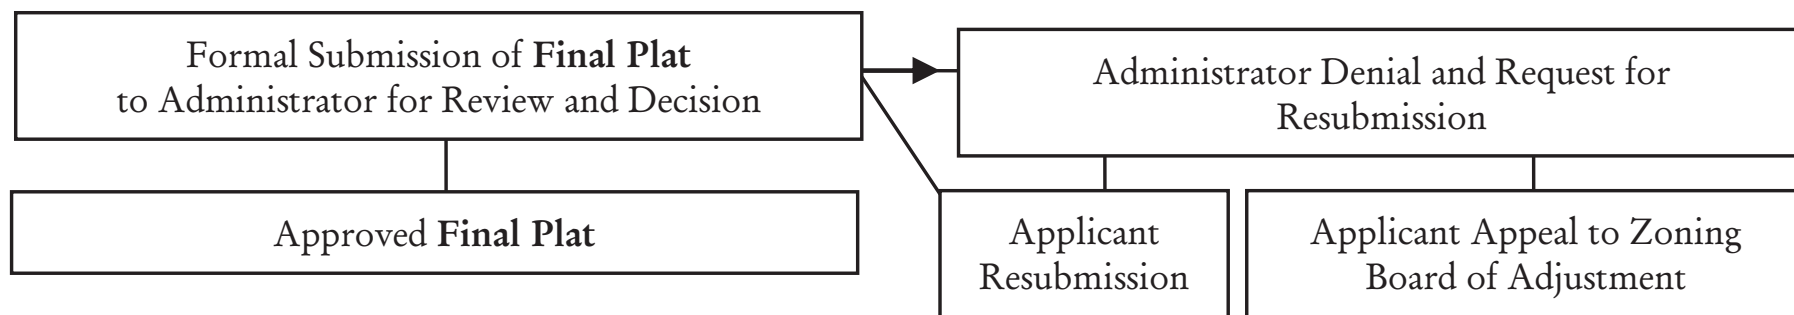 Formal Submission of Final Plat
to Administrator for Review and Decision
Administrator Denial and Request for
Resubmission
Approved Final Plat
Applicant
Resubmission
Applicant Appeal to Zoning
Board of Adjustment